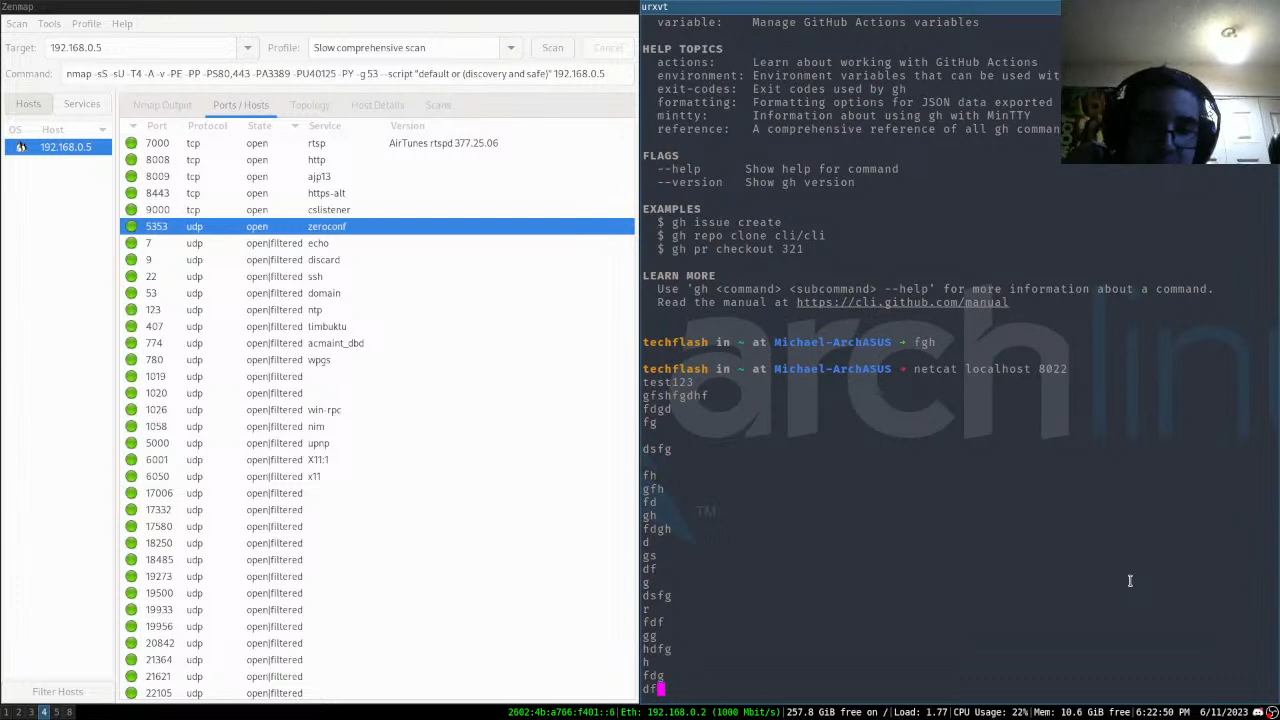 Zenmap
Scan Tools Profile Help
Target: 192.168.0.5 Profile: Slow comprehensive scan Scan Cancel
Command: nmap -sS -sU -T4 -A -v -PE -PP -PS80,443 -PA3389 -PU40125 -PY -g 53 --script "default or (discovery and safe)" 192.168.0.5
Hosts Services
OS Host
192.168.0.5
Filter Hosts
Nmap Output Ports / Hosts Topology Host Details Scans
Port Protocol State Service Version
7000 tcp open rtsp AirTunes rtspd 377.25.06
8008 tcp open http
8009 tcp open ajp13
8443 tcp open https-alt
9000 tcp open cslistener
5353 udp open zeroconf
7 udp open|filtered echo
9 udp open|filtered discard
22 udp open|filtered ssh
53 udp open|filtered domain
123 udp open|filtered ntp
407 udp open|filtered timbuktu
774 udp open|filtered acmaint_dbd
780 udp open|filtered wpgs
1019 udp open|filtered
1020 udp open|filtered
1026 udp open|filtered win-rpc
1058 udp open|filtered nim
5000 udp open|filtered upnp
6001 udp open|filtered X11:1
6050 udp open|filtered x11
17006 udp open|filtered
17332 udp open|filtered
17580 udp open|filtered
18250 udp open|filtered
18485 udp open|filtered
19273 udp open|filtered
19500 udp open|filtered
19933 udp open|filtered
19956 udp open|filtered
20842 udp open|filtered
21364 udp open|filtered
21621 udp open|filtered
22105 udp open|filtered
urxvt
variable: Manage GitHub Actions variables
HELP TOPICS
actions: Learn about working with GitHub Actions
environment: Environment variables that can be used wit
exit-codes: Exit codes used by gh
formatting: Formatting options for JSON data exported
mintty: Information about using gh with MinTTY
reference: A comprehensive reference of all gh comman
FLAGS
--help Show help for command
--version Show gh version
EXAMPLES
$ gh issue create
$ gh repo clone cli/cli
$ gh pr checkout 321
LEARN MORE
Use 'gh <command> <subcommand> --help' for more information about a command.
Read the manual at https://cli.github.com/manual
techflash in ~ at Michael-ArchASUS → fgh
techflash in ~ at Michael-ArchASUS • netcat localhost 8022
test123
gfshfgdhf
fdgd
fg
dsfg
fh
gfh
fd
gh
fdgh
d
gs
df
g
dsfg
r
fdf
gg
hdfg
h
fdg
df
arch lin
TM
1 2 3 4 5 8
2602:4b:a766:f401::6| Eth: 192.168.0.2 (1000 Mbit/s) |257.8 GiB free on /|Load: 1.77|CPU Usage: 22%|Mem: 10.6 GiB free|6/11/2023 6:22:50 PM